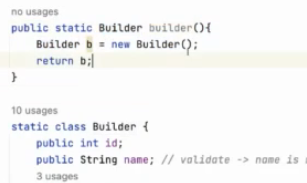 no usages
public static Builder builder(){
Builder b = new Builder();
return b;
}
10 usages
static class Builder {
public int id;
public String name; // validate -> name is
3 usages